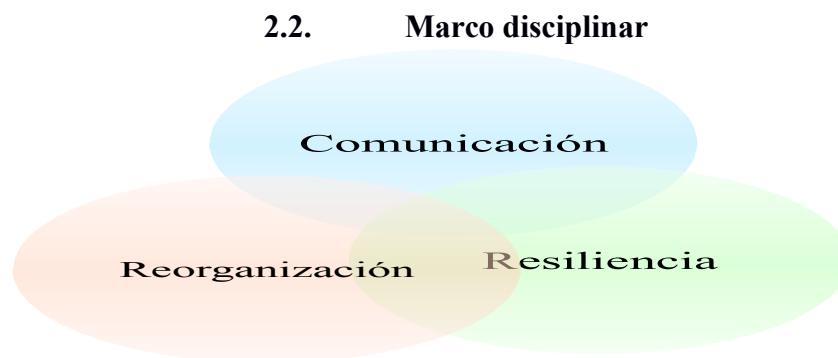 2.2. Marco disciplinar
Comunicación
Reorganización
Resiliencia